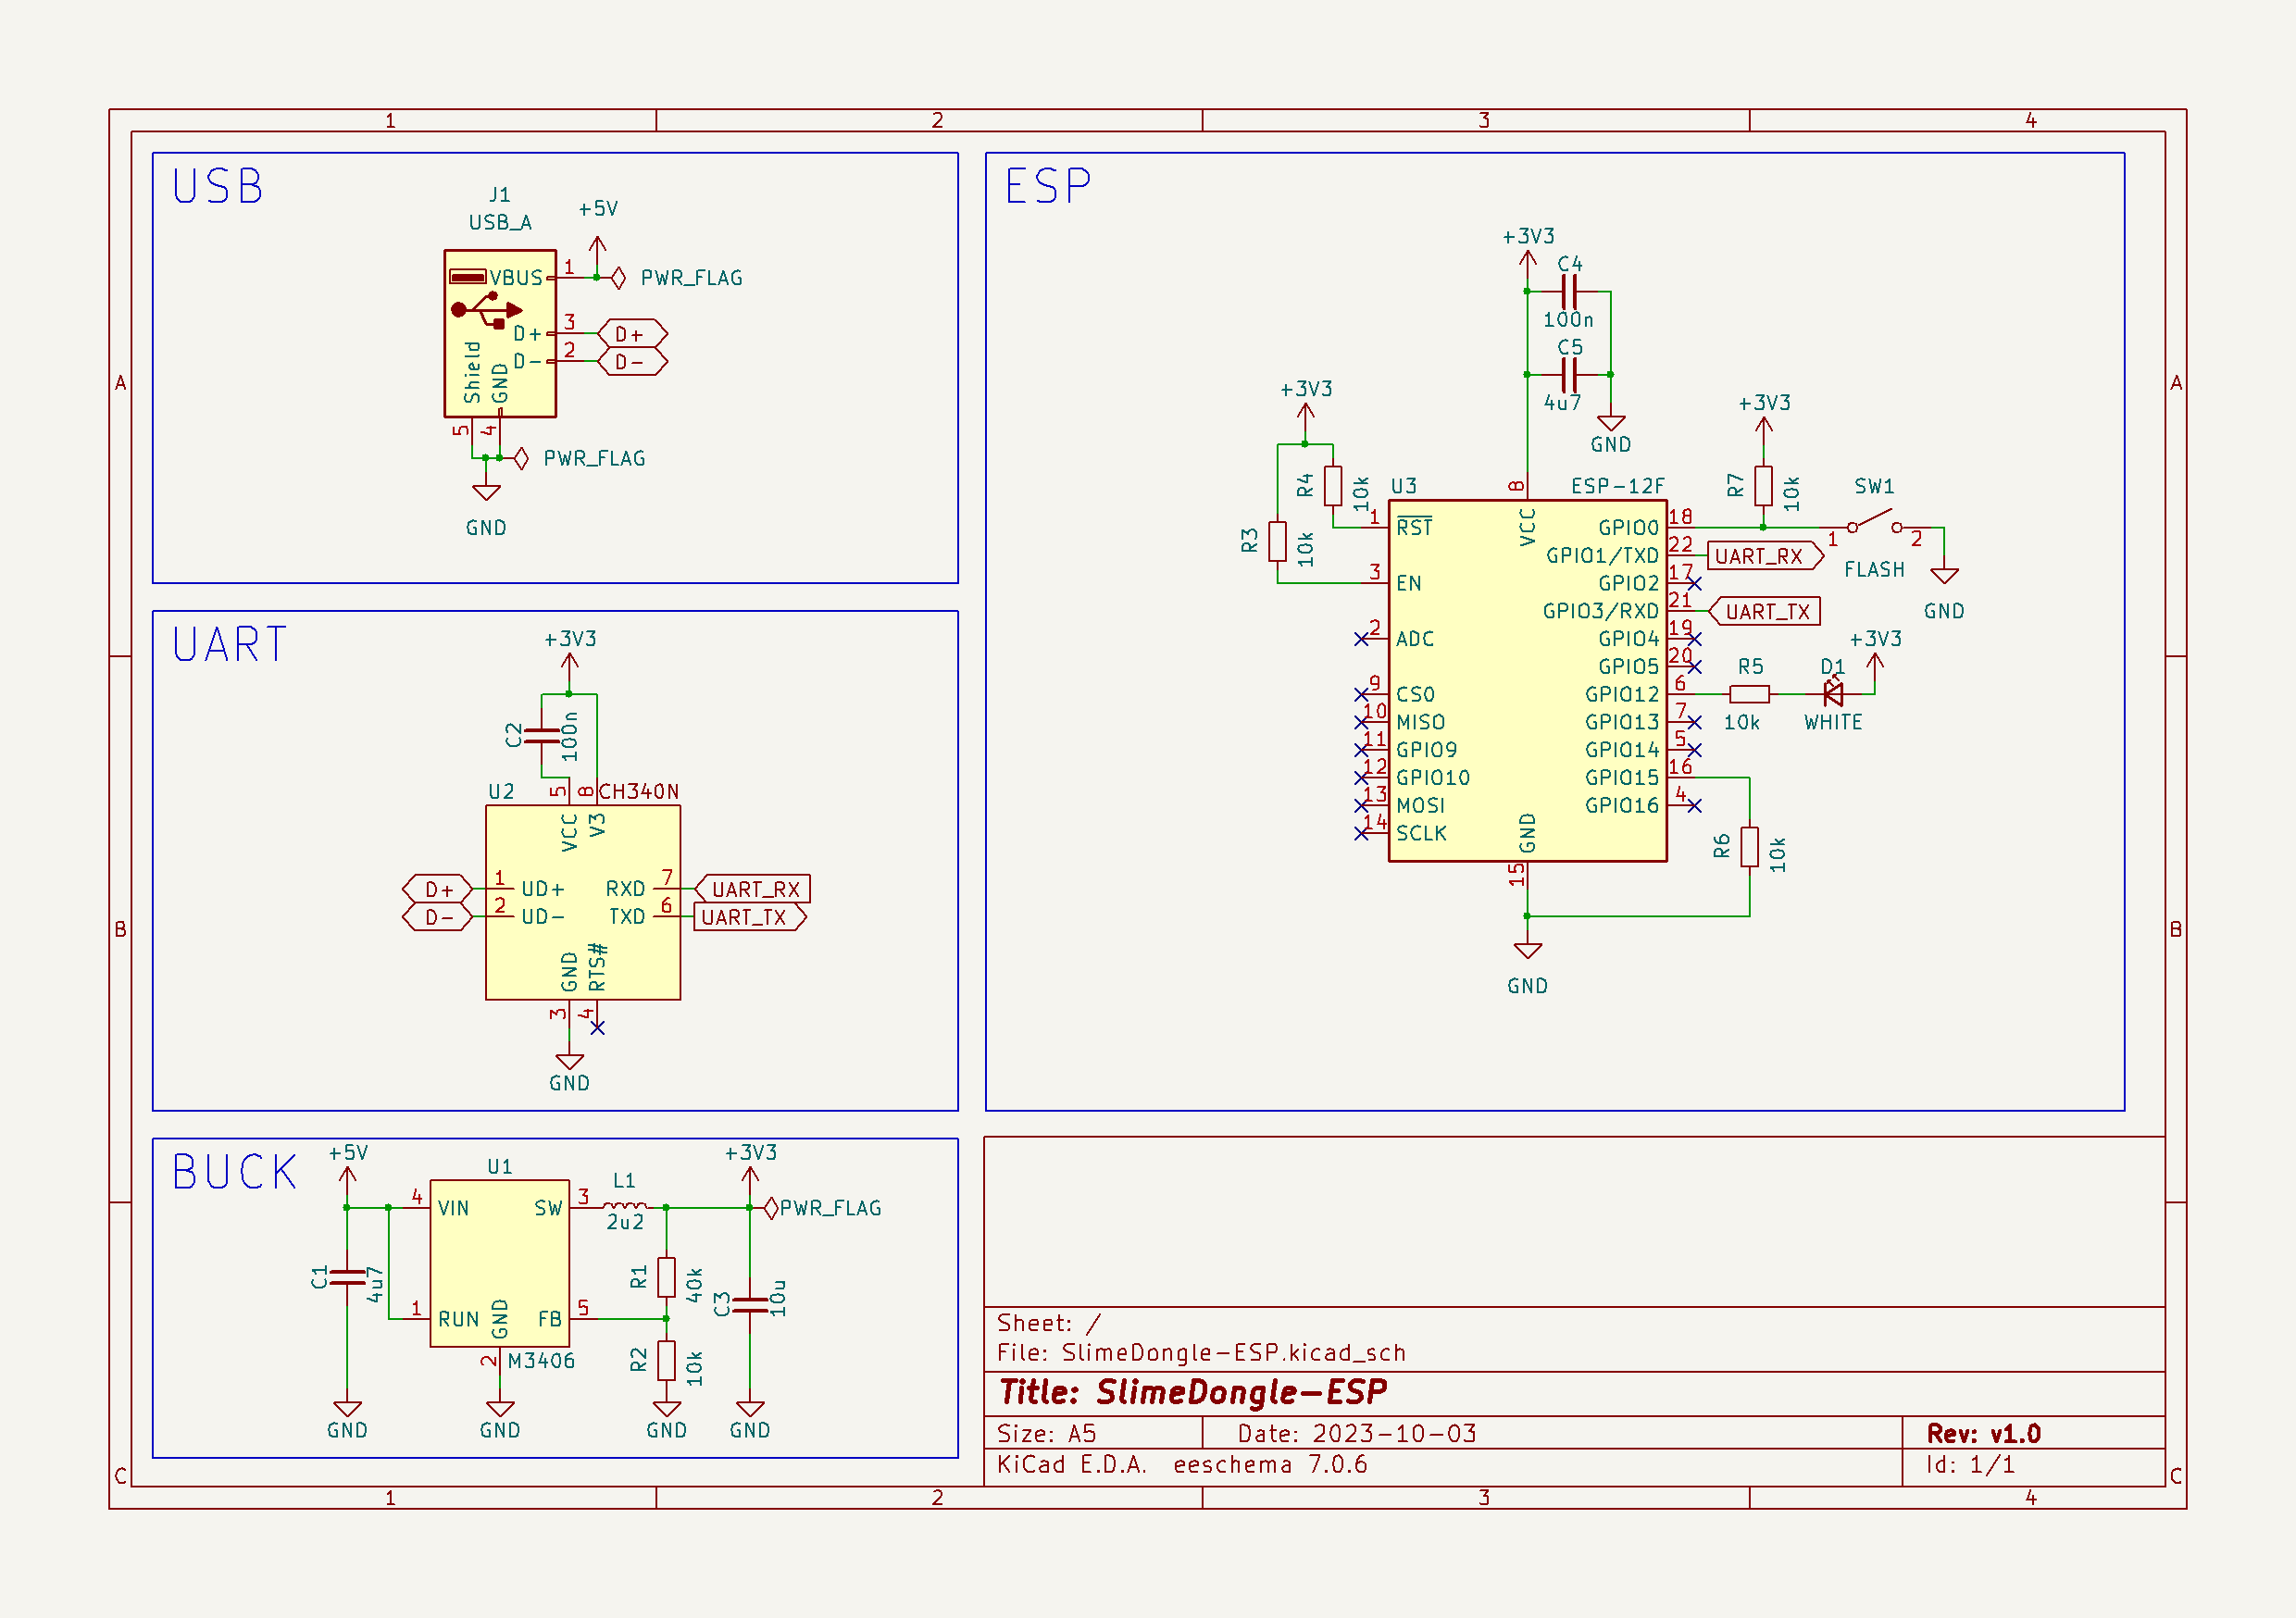 1 2 3 4
A
B
C
USB
J1
USB_A
+5V
VBUS 1 PWR_FLAG
D+ 3 D+
D- 2 D-
Shield
GND
5 4 PWR_FLAG
GND
UART
+3V3
C2 100n
U2 5 8 CH340N
VCC V3
D+ 1 UD+ RXD 7 UART_RX
D- 2 UD- TXD 6 UART_TX
GND RTS#
3 4
GND
BUCK
+5V
U1
L1
+3V3
4 VIN SW 3
2u2
PWR_FLAG
C1 4u7
R1 40k
C3 10u
1 RUN GND FB 5
2 M3406
R2 10k
GND GND GND GND
ESP
+3V3
C4
100n
C5
4u7
GND
+3V3
R4 10k
R3 10k
+3V3
R7 10k
SW1
1 2
FLASH
GND
U3 8 ESP-12F
VCC
1 RST GPIO0 18
GPIO1/TXD 22 UART_RX
3 EN GPIO2 17
GPIO3/RXD 21 UART_TX
2 ADC GPIO4 19
GPIO5 20
9 CS0 GPIO12 6
10 MISO GPIO13 7
11 GPIO9 GPIO14 5
12 GPIO10 GPIO15 16
13 MOSI GPIO16 4
14 SCLK
GND
15
GND
R5
10k
D1
WHITE
+3V3
R6 10k
Sheet: /
File: SlimeDongle-ESP.kicad_sch
Title: SlimeDongle-ESP
Size: A5 Date: 2023-10-03 Rev: v1.0
KiCad E.D.A. eeschema 7.0.6 Id: 1/1
A
B
C
1 2 3 4